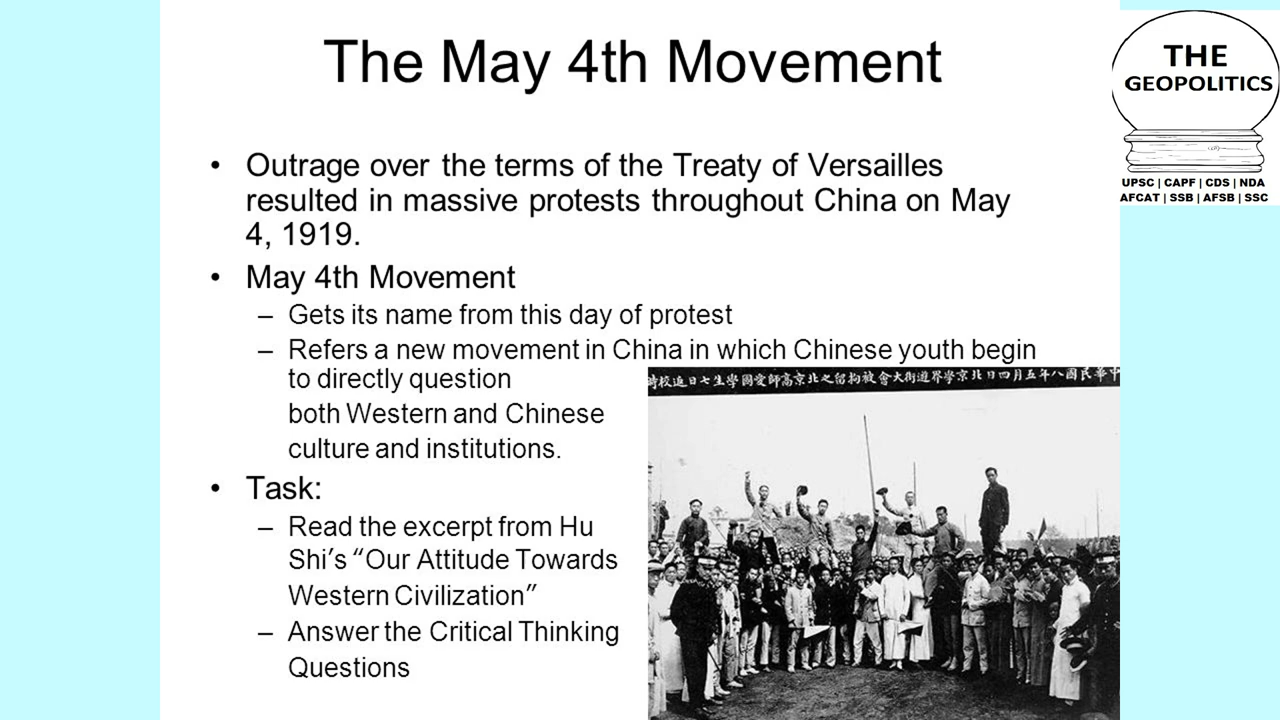 The May 4th Movement
THE
GEOPOLITICS
UPSC | CAPF | CDS | NDA
AFCAT | SSB | AFSB | SSC
• Outrage over the terms of the Treaty of Versailles
resulted in massive protests throughout China on May
4, 1919.
• May 4th Movement
– Gets its name from this day of protest
– Refers a new movement in China in which Chinese youth begin
to directly question
both Western and Chinese
culture and institutions.
• Task:
– Read the excerpt from Hu
Shi’s “Our Attitude Towards
Western Civilization”
– Answer the Critical Thinking
Questions
中華民國八年五月四日北京學界遊街大會被拘留之北京高師愛國學生七日返校時